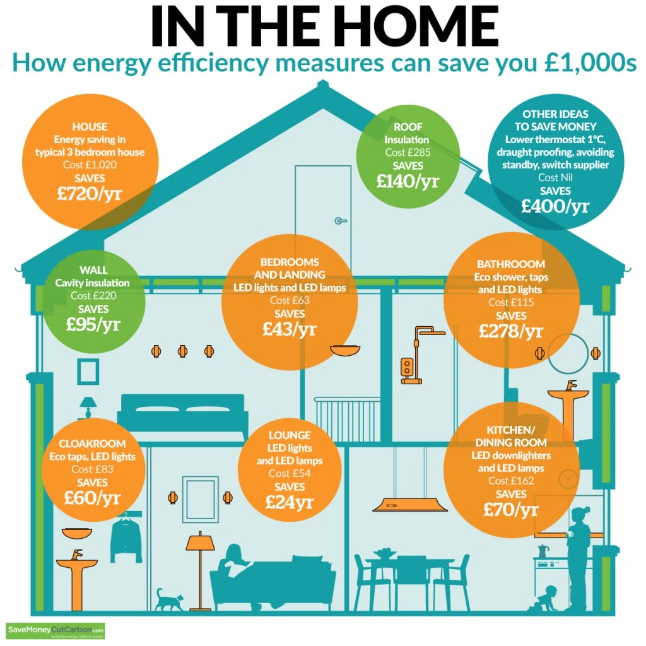 IN THE HOME
How energy efficiency measures can save you £1,000s
HOUSE
Energy saving in
typical 3 bedroom house
Cost £1,020
SAVES
£720/yr
ROOF
Insulation
Cost £285
SAVES
£140/yr
OTHER IDEAS
TO SAVE MONEY
Lower thermostat 1°C,
draught proofing, avoiding
standby, switch supplier
Cost Nil
SAVES
£400/yr
WALL
Cavity insulation
Cost £220
SAVES
£95/yr
BEDROOMS
AND LANDING
LED lights and LED lamps
Cost £63
SAVES
£43/yr
BATHROOOM
Eco shower, taps
and LED lights
Cost £115
SAVES
£278/yr
CLOAKROOM
Eco taps, LED lights
Cost £83
SAVES
£60/yr
LOUNGE
LED lights
and LED lamps
Cost £54
SAVES
£24yr
KITCHEN/
DINING ROOM
LED downlighters
and LED lamps
Cost £162
SAVES
£70/yr
SaveMoneyCutCarbon.com